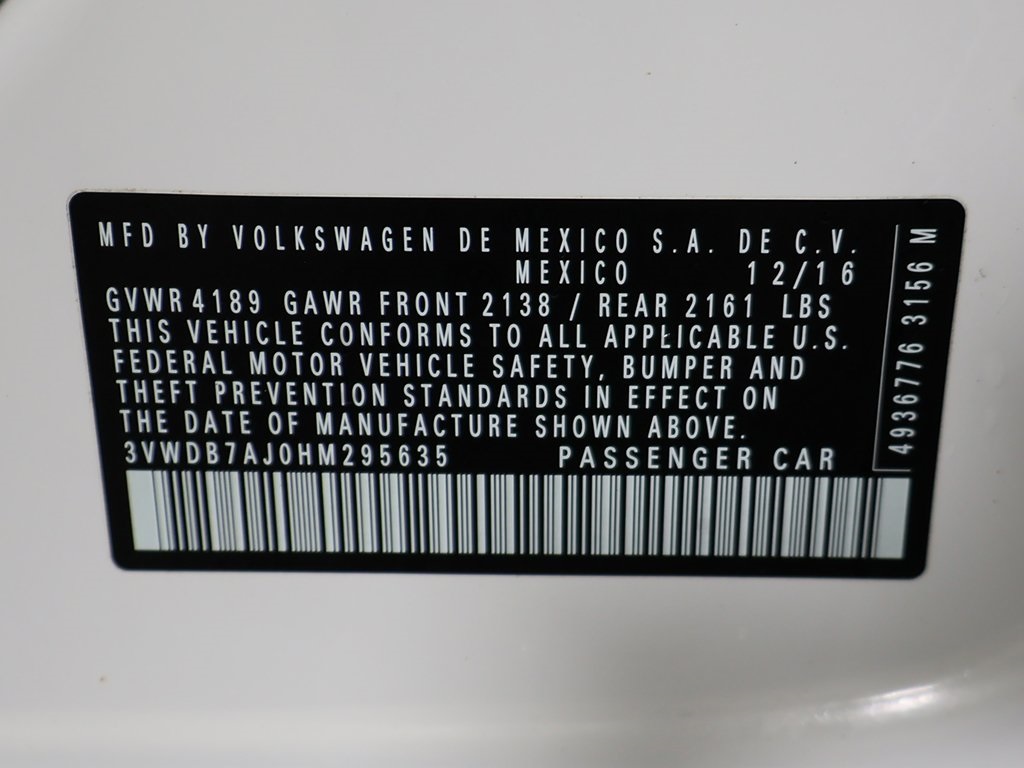 MFD BY VOLKSWAGEN DE MEXICO S.A. DE C.V.
MEXICO 12/16
GVWR 4189 GAWR FRONT 2138 / REAR 2161 LBS
THIS VEHICLE CONFORMS TO ALL APPLICABLE U.S.
FEDERAL MOTOR VEHICLE SAFETY, BUMPER AND
THEFT PREVENTION STANDARDS IN EFFECT ON
THE DATE OF MANUFACTURE SHOWN ABOVE.
3VWDB7AJ0HM295635 PASSENGER CAR
4936776 3156 M